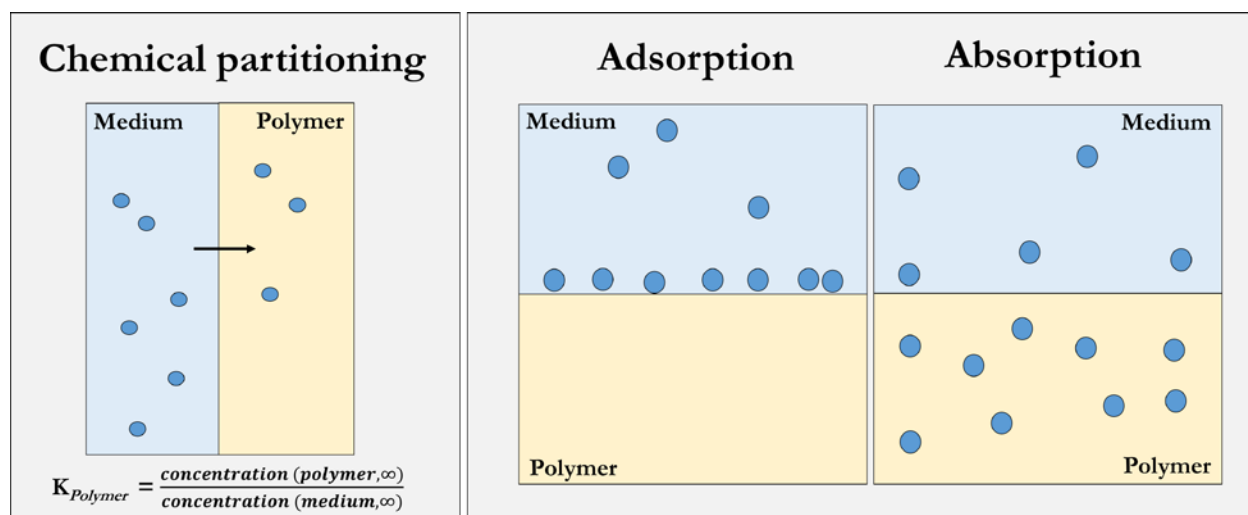 Chemical partitioning
Medium Polymer
K_Polymer = concentration (polymer,∞) / concentration (medium,∞)
Adsorption
Medium
Polymer
Absorption
Medium
Polymer